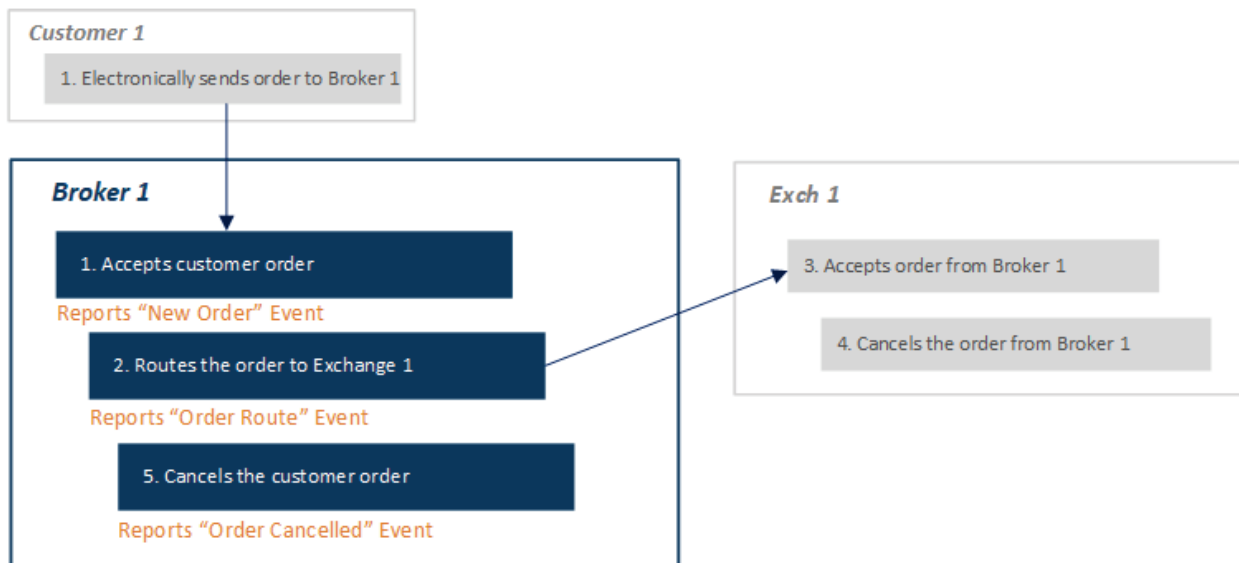 Customer 1
1. Electronically sends order to Broker 1
Broker 1
1. Accepts customer order
Reports “New Order” Event
2. Routes the order to Exchange 1
Reports “Order Route” Event
5. Cancels the customer order
Reports “Order Cancelled” Event
Exch 1
3. Accepts order from Broker 1
4. Cancels the order from Broker 1